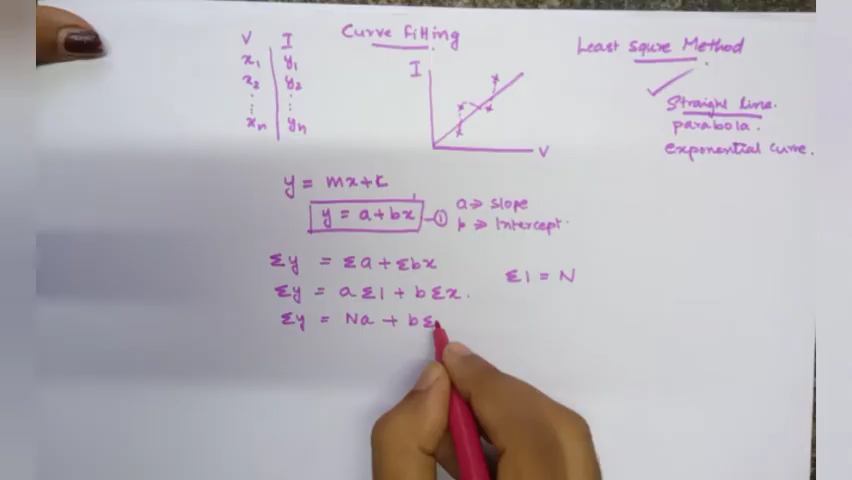 Curve fitting
V I
x1 y1
x2 y2
⋮ ⋮
xn yn
I
V
Least squre Method
✓
Straight line.
parabola.
exponential curve.
y = mx+c
y = a+bx —①
a ⇒ slope
b ⇒ Intercept.
Σy = Σa + Σbx
Σ1 = N
Σy = aΣ1 + bΣx.
Σy = Na + bΣ